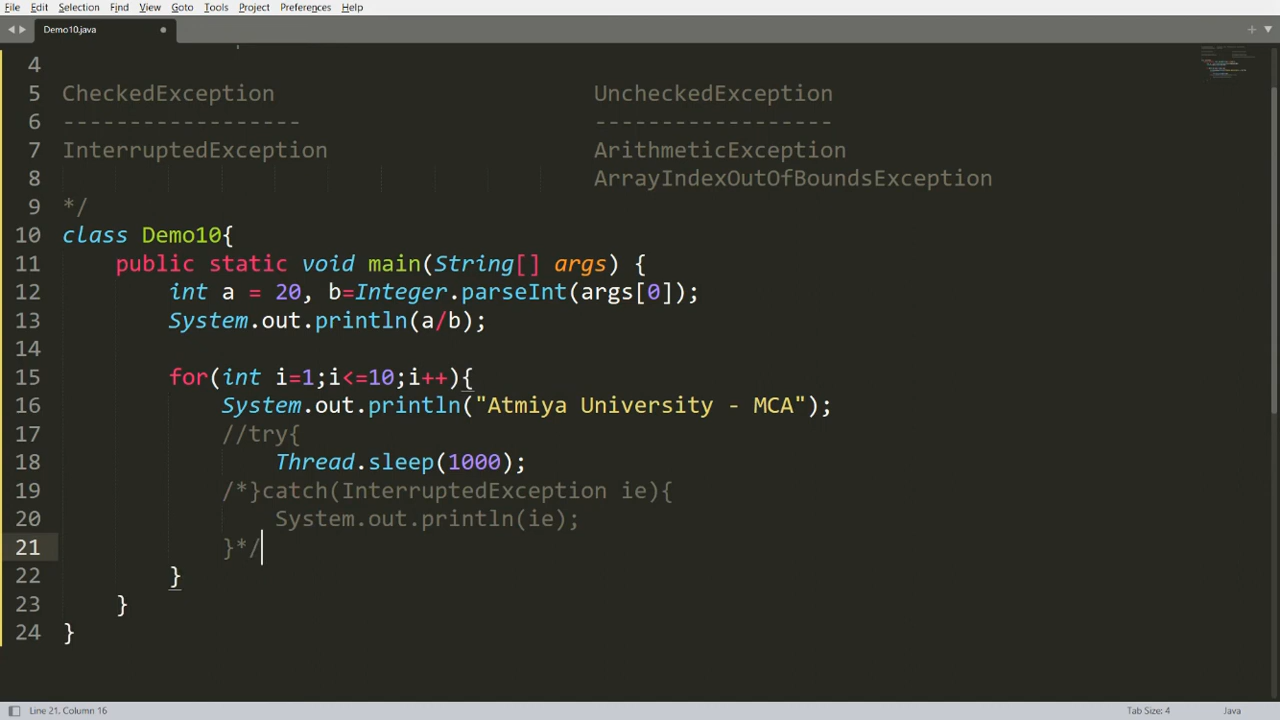 File Edit Selection Find View Goto Tools Project Preferences Help
Demo10.java
4
5 CheckedException UncheckedException
6 ------------------ ------------------
7 InterruptedException ArithmeticException
8 ArrayIndexOutOfBoundsException
9 */
10 class Demo10{
11 public static void main(String[] args) {
12 int a = 20, b=Integer.parseInt(args[0]);
13 System.out.println(a/b);
14
15 for(int i=1;i<=10;i++){
16 System.out.println("Atmiya University - MCA");
17 //try{
18 Thread.sleep(1000);
19 /*}catch(InterruptedException ie){
20 System.out.println(ie);
21 }*/
22 }
23 }
24 }
Line 21, Column 16 Tab Size: 4 Java